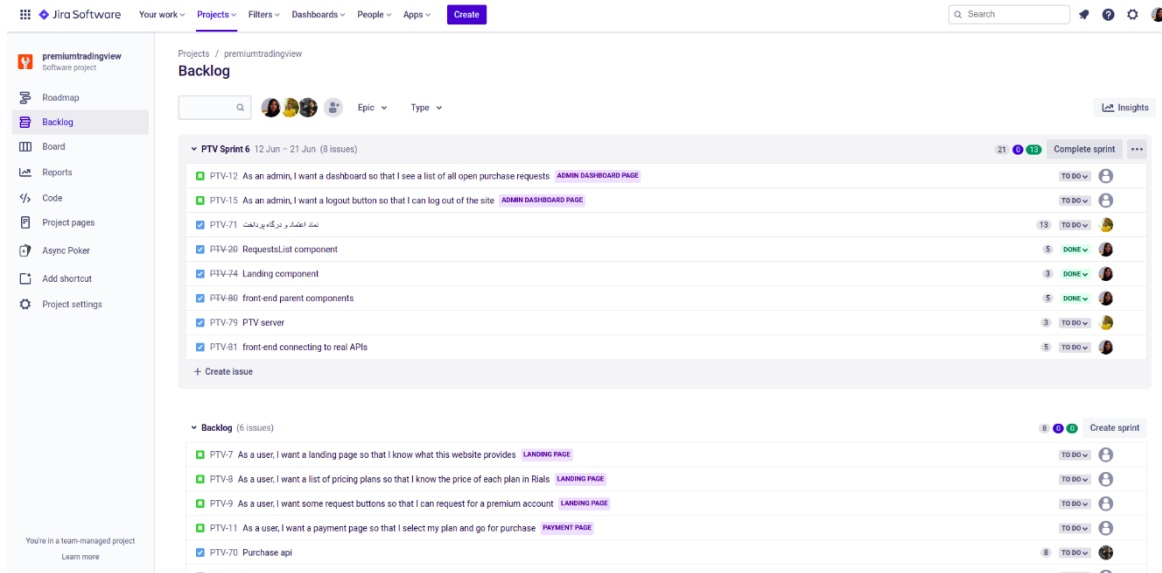 Jira Software Your work Projects Filters Dashboards People Apps Create Search
premiumtradingview
Software project
Roadmap
Backlog
Board
Reports
Code
Project pages
Async Poker
Add shortcut
Project settings
You're in a team-managed project
Learn more
Projects / premiumtradingview
Backlog
Epic Type Insights
PTV Sprint 6 12 Jun – 21 Jun (8 issues) 21 0 13 Complete sprint
PTV-12 As an admin, I want a dashboard so that I see a list of all open purchase requests ADMIN DASHBOARD PAGE TO DO
PTV-15 As an admin, I want a logout button so that I can log out of the site ADMIN DASHBOARD PAGE TO DO
PTV-71 نماد اعتماد و درگاه پرداخت 13 TO DO
PTV-20 RequestsList component 5 DONE
PTV-74 Landing component 3 DONE
PTV-80 front-end parent components 5 DONE
PTV-79 PTV server 3 TO DO
PTV-81 front-end connecting to real APIs 5 TO DO
+ Create issue
Backlog (6 issues) 8 0 0 Create sprint
PTV-7 As a user, I want a landing page so that I know what this website provides LANDING PAGE TO DO
PTV-8 As a user, I want a list of pricing plans so that I know the price of each plan in Rials LANDING PAGE TO DO
PTV-9 As a user, I want some request buttons so that I can request for a premium account LANDING PAGE TO DO
PTV-11 As a user, I want a payment page so that I select my plan and go for purchase PAYMENT PAGE TO DO
PTV-70 Purchase api 8 TO DO